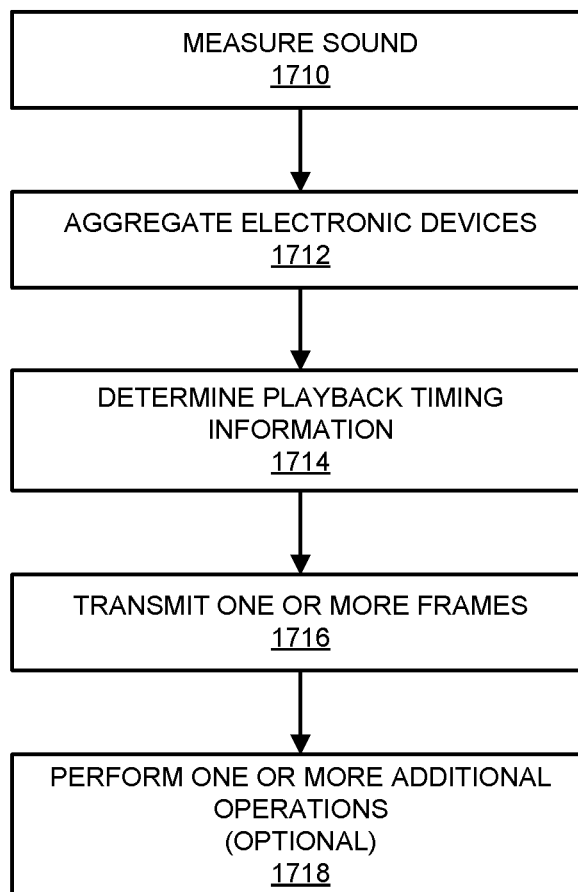 MEASURE SOUND
1710
AGGREGATE ELECTRONIC DEVICES
1712
DETERMINE PLAYBACK TIMING
INFORMATION
1714
TRANSMIT ONE OR MORE FRAMES
1716
PERFORM ONE OR MORE ADDITIONAL
OPERATIONS
(OPTIONAL)
1718